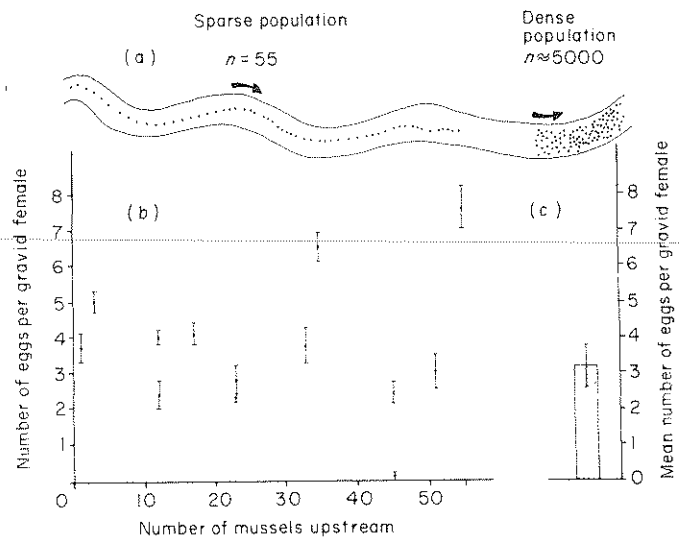 Sparse population
Dense population
(a)
n = 55
n≈5000
Number of eggs per gravid female
8
7
6
5
4
3
2
1
(b)
(c)
8
7
6
5
4
3
2
1
0
Mean number of eggs per gravid female
0
10
20
30
40
50
Number of mussels upstream